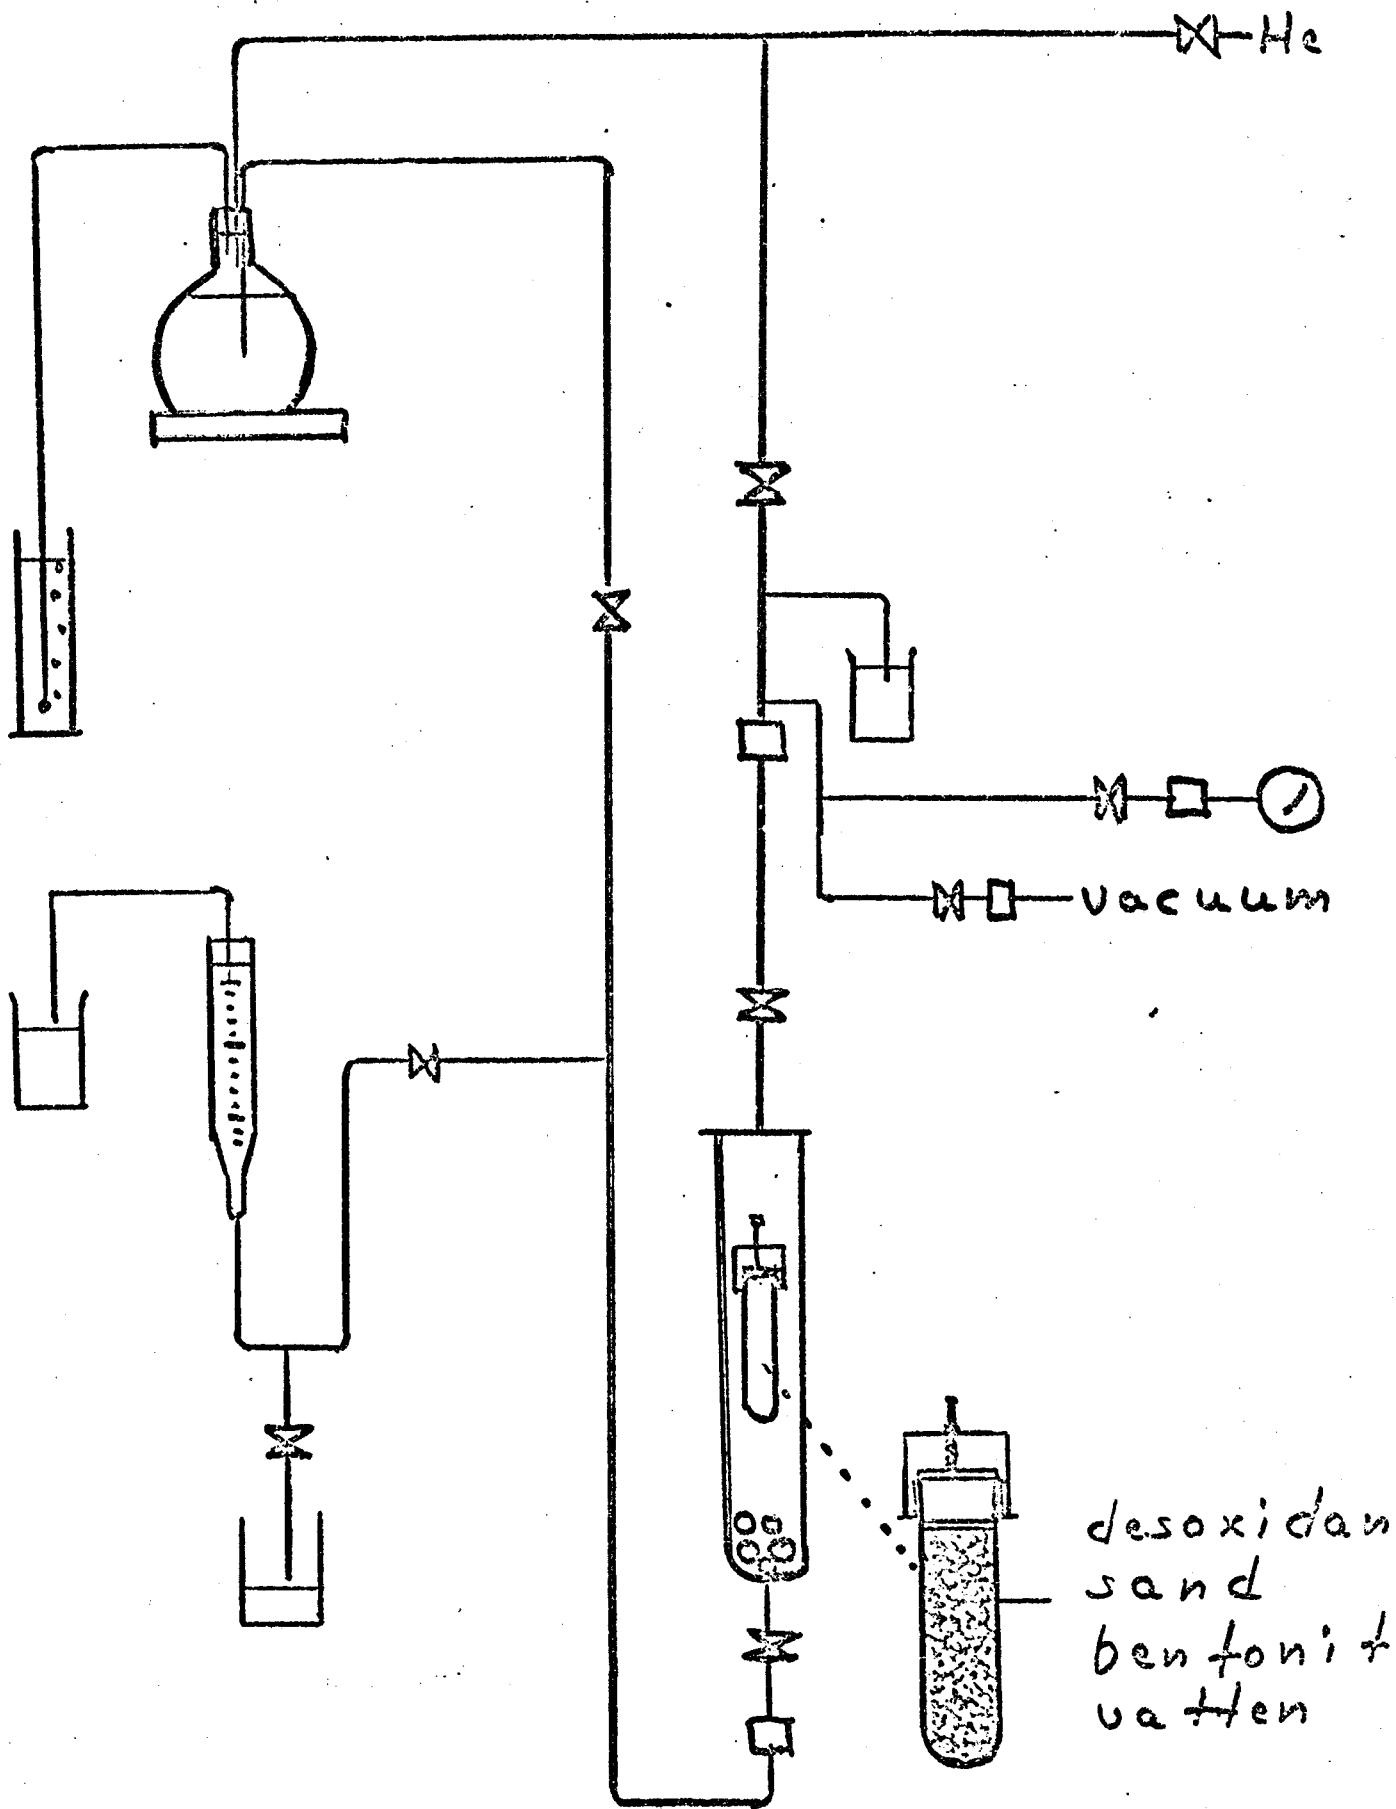 He
vacuum
desoxidan
sand
bentonit
vatten